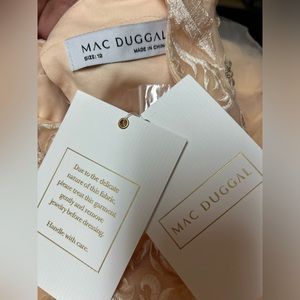 MAC DUGGAL
SIZE: 12
MADE IN CHINA
Due to the delicate
nature of this fabric,
please treat this garment
gently and remove
jewelry before dressing.
Handle with care.
MAC DUGGAL